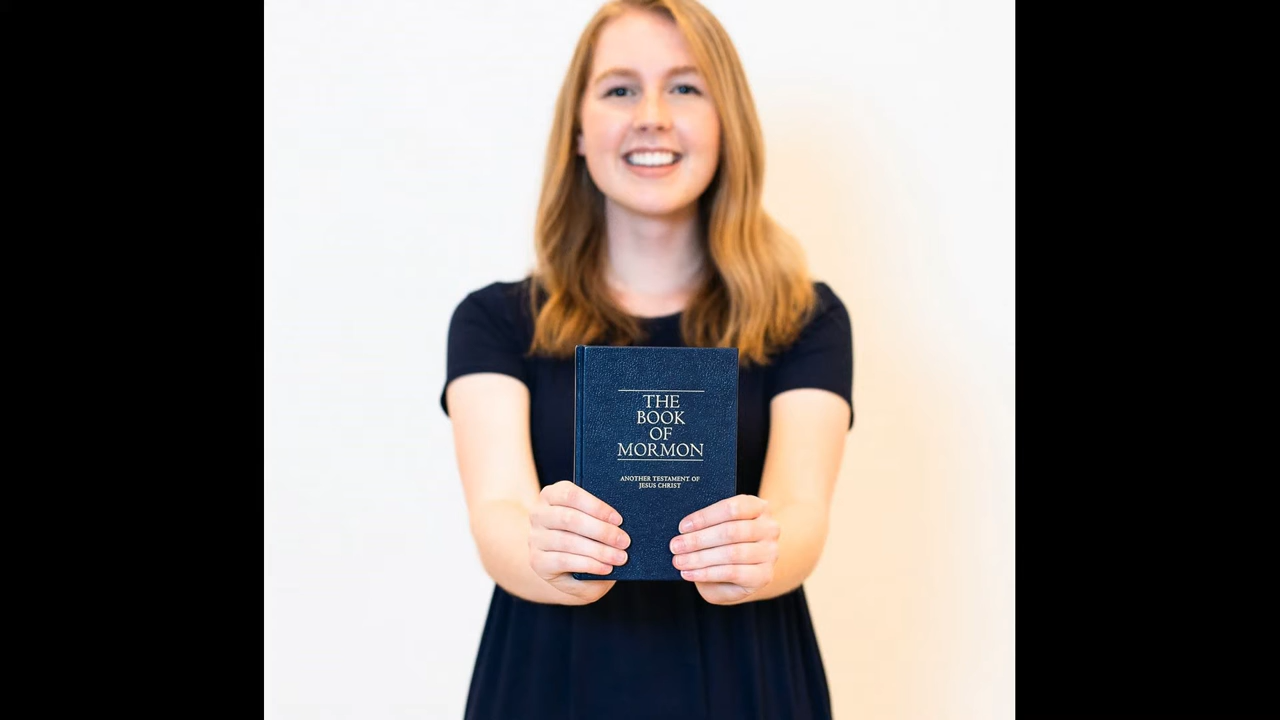 THE
BOOK
OF
MORMON
ANOTHER TESTAMENT OF
JESUS CHRIST